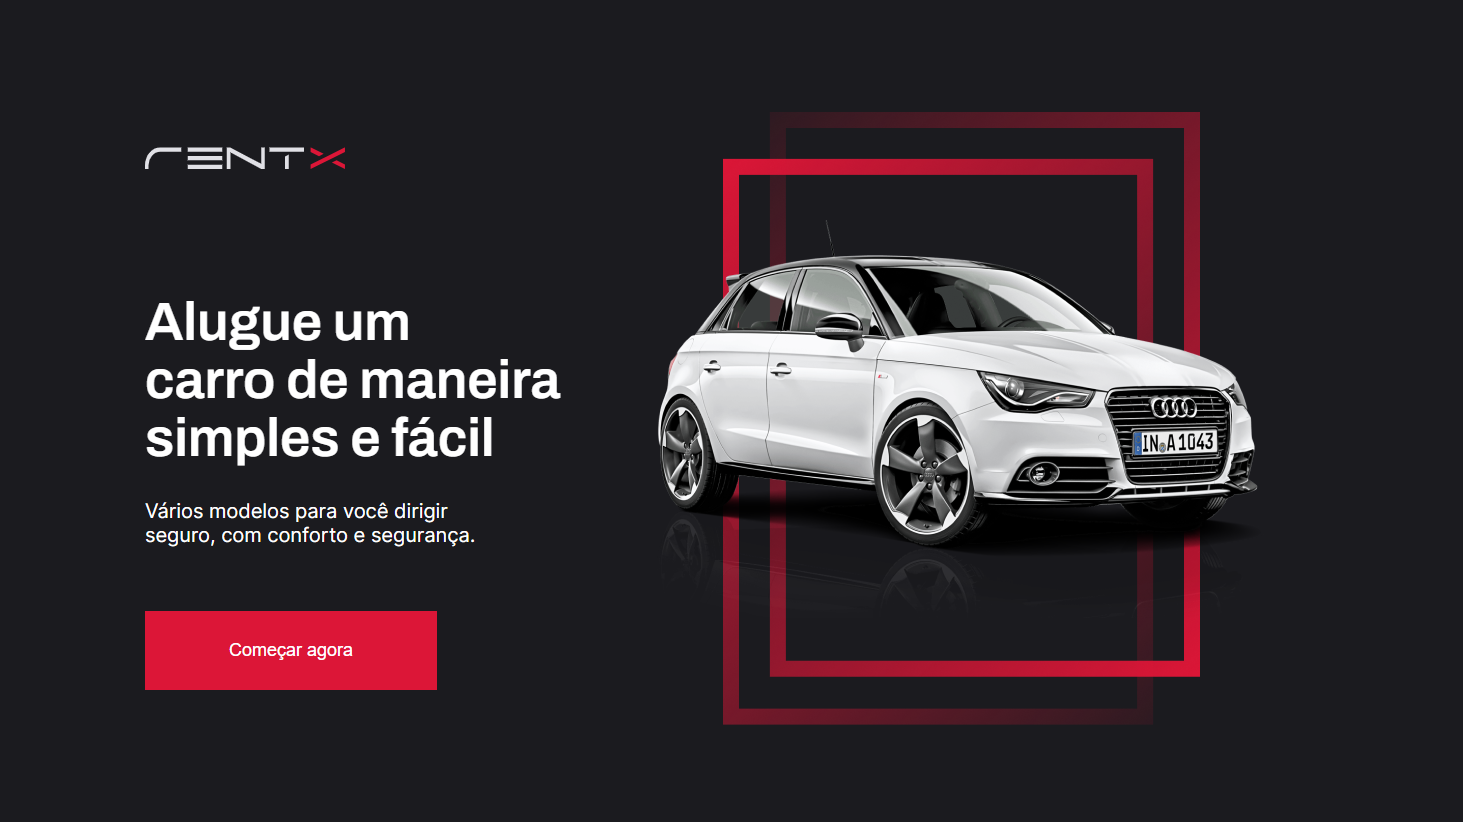 RENTX
Alugue um
carro de maneira
simples e fácil
Vários modelos para você dirigir
seguro, com conforto e segurança.
Começar agora
IN A 1043